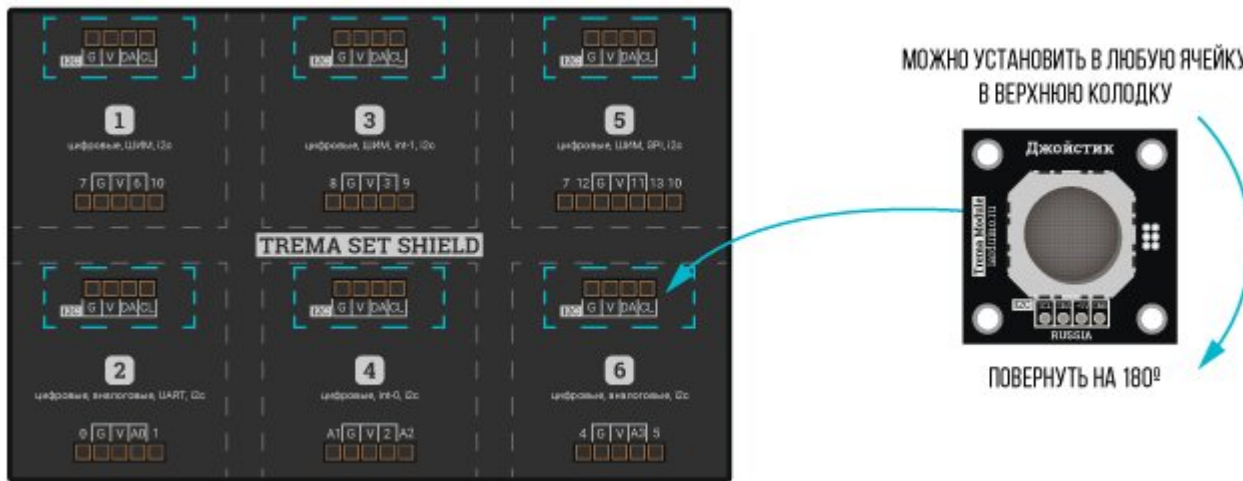 I2C G V DA CL
I2C G V DA CL
I2C G V DA CL
1
3
5
цифровые, ШИМ, i2c
цифровые, ШИМ, int-1, i2c
цифровые, ШИМ, SPI, i2c
7 G V 6 10
8 G V 3 9
7 12 G V 11 13 10
TREMA SET SHIELD
I2C G V DA CL
I2C G V DA CL
I2C G V DA CL
2
4
6
цифровые, аналоговые, UART, i2c
цифровые, int-0, i2c
цифровые, аналоговые, i2c
0 G V A0 1
A1 G V 2 A2
4 G V A3 5
МОЖНО УСТАНОВИТЬ В ЛЮБУЮ ЯЧЕЙКУ
В ВЕРХНЮЮ КОЛОДКУ
Джойстик
Trema Module
iarduino.ru
I2C
RUSSIA
ПОВЕРНУТЬ НА 180º